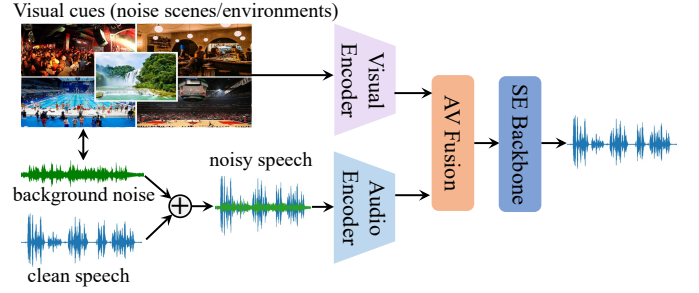 Visual cues (noise scenes/environments)
Visual
Encoder
AV Fusion
SE Backbone
noisy speech
background noise
Audio
Encoder
clean speech